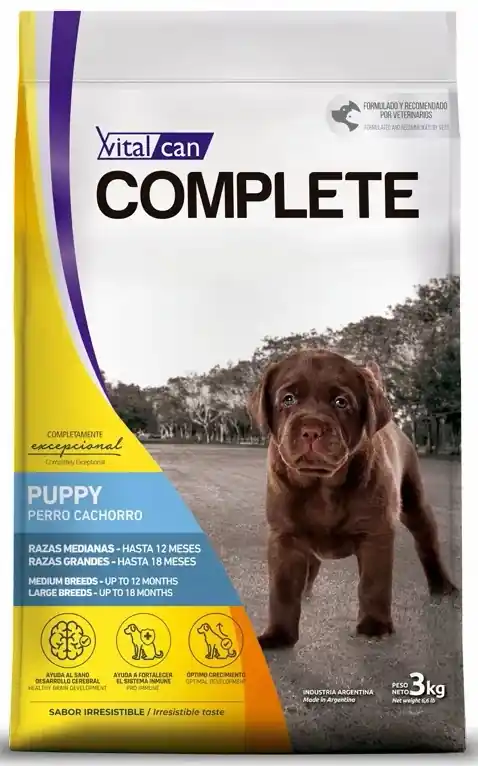 FORMULADO Y RECOMENDADO
POR VETERINARIOS
FORMULATED AND RECOMMENDED BY VETS
Vital can
COMPLETE
COMPLETAMENTE
excepcional
Completely Exceptional
PUPPY
PERRO CACHORRO
RAZAS MEDIANAS - HASTA 12 MESES
RAZAS GRANDES - HASTA 18 MESES
MEDIUM BREEDS - UP TO 12 MONTHS
LARGE BREEDS - UP TO 18 MONTHS
AYUDA AL SANO
DESARROLLO CEREBRAL
HEALTHY BRAIN DEVELOPMENT
AYUDA A FORTALECER
EL SISTEMA INMUNE
PRO IMMUNE
ÓPTIMO CRECIMIENTO
OPTIMAL DEVELOPMENT
SABOR IRRESISTIBLE / Irresistible taste
INDUSTRIA ARGENTINA
Made in Argentina
PESO
NETO 3kg
Net weight 6,6 lb